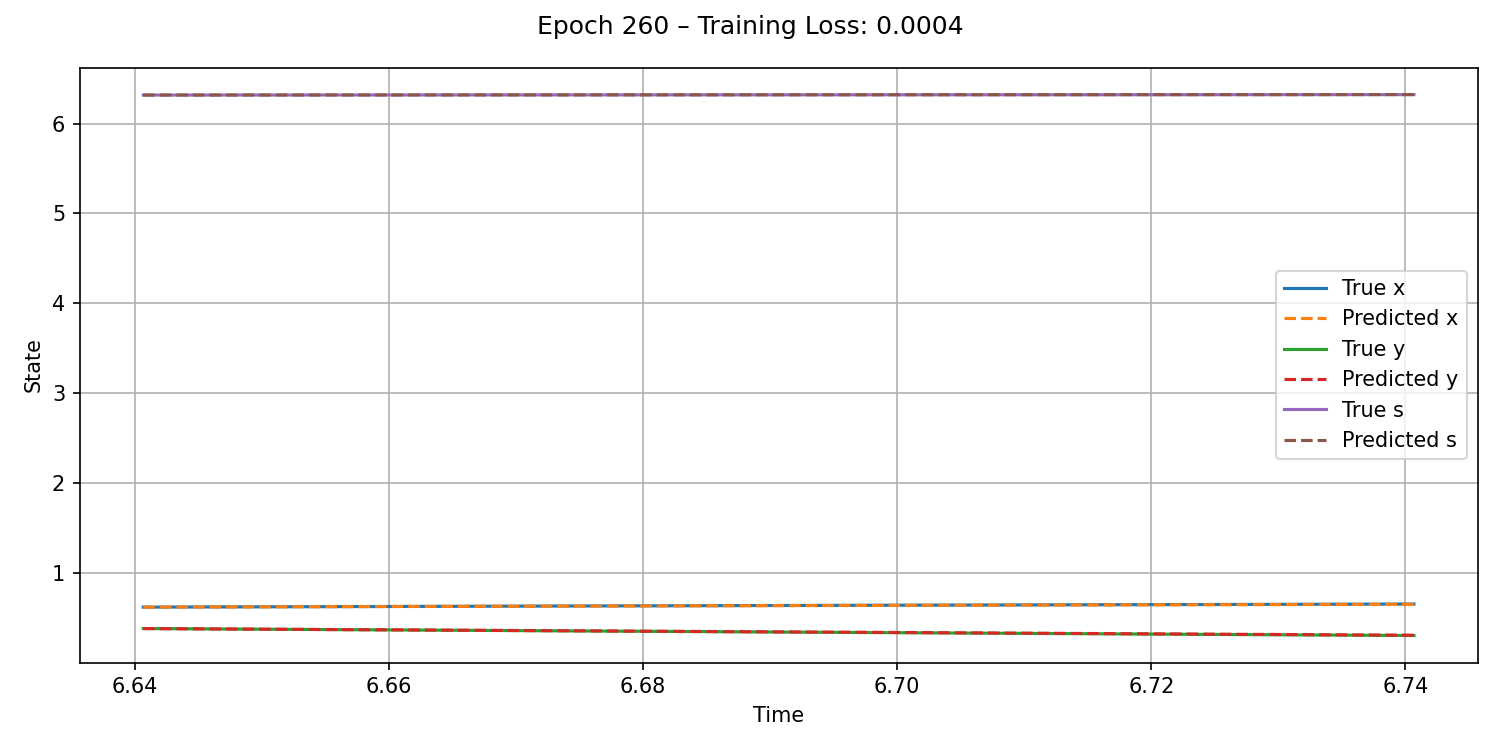 Epoch 260 – Training Loss: 0.0004
State
6
5
4
3
2
1
True x
Predicted x
True y
Predicted y
True s
Predicted s
6.64 6.66 6.68 6.70 6.72 6.74
Time